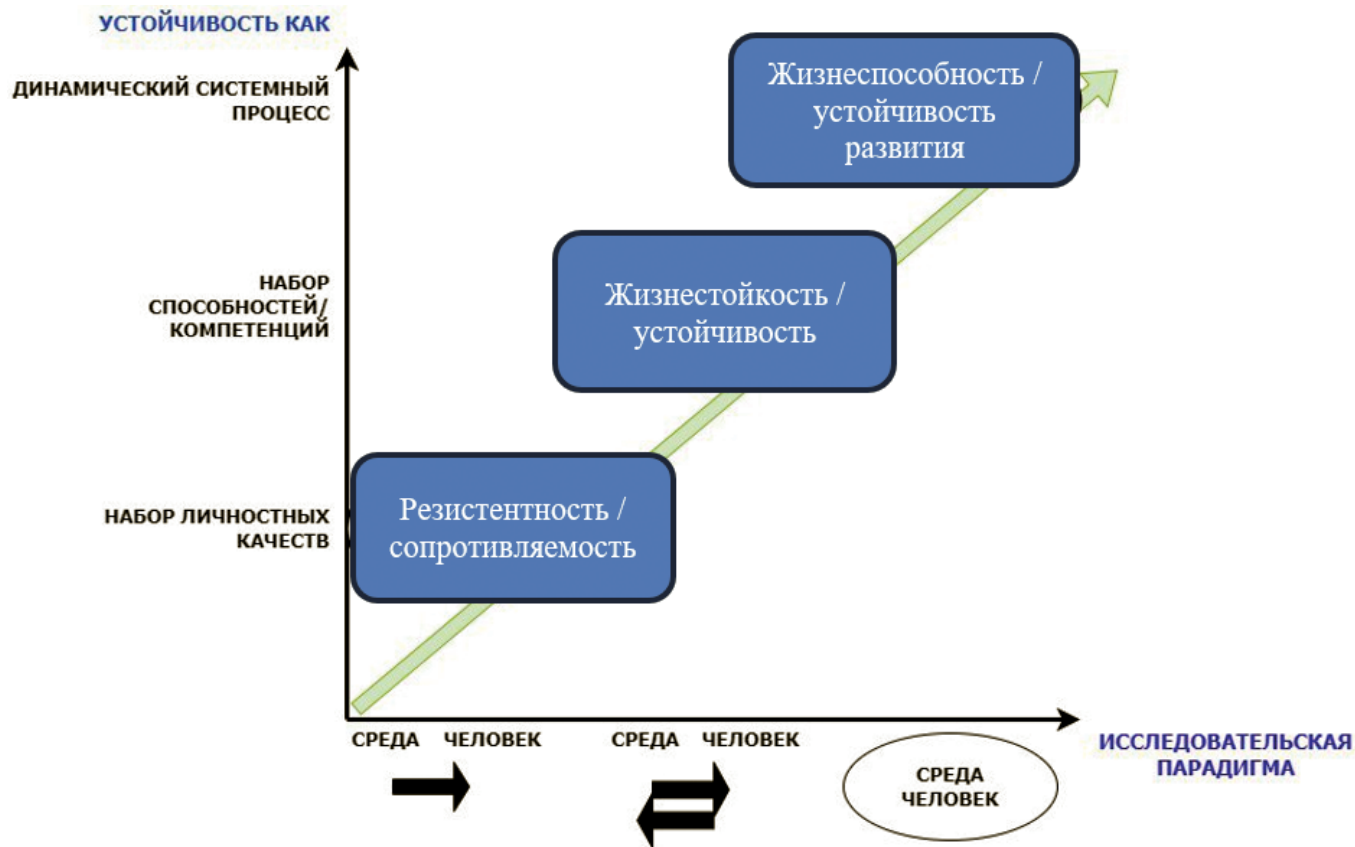 УСТОЙЧИВОСТЬ КАК
ДИНАМИЧЕСКИЙ СИСТЕМНЫЙ
ПРОЦЕСС
Жизнеспособность /
устойчивость
развития
НАБОР
СПОСОБНОСТЕЙ/
КОМПЕТЕНЦИЙ
Жизнестойкость /
устойчивость
НАБОР ЛИЧНОСТНЫХ
КАЧЕСТВ
Резистентность /
сопротивляемость
СРЕДА ЧЕЛОВЕК
СРЕДА ЧЕЛОВЕК
СРЕДА
ЧЕЛОВЕК
ИССЛЕДОВАТЕЛЬСКАЯ
ПАРАДИГМА